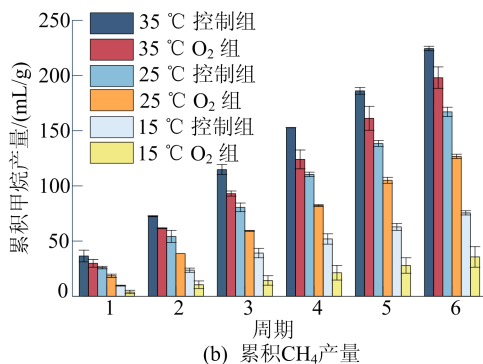 250
200
150
100
50
0
累积甲烷产量/(mL/g)
35 ℃ 控制组
35 ℃ O₂ 组
25 ℃ 控制组
25 ℃ O₂ 组
15 ℃ 控制组
15 ℃ O₂ 组
1 2 3 4 5 6
周期
(b) 累积CH₄产量